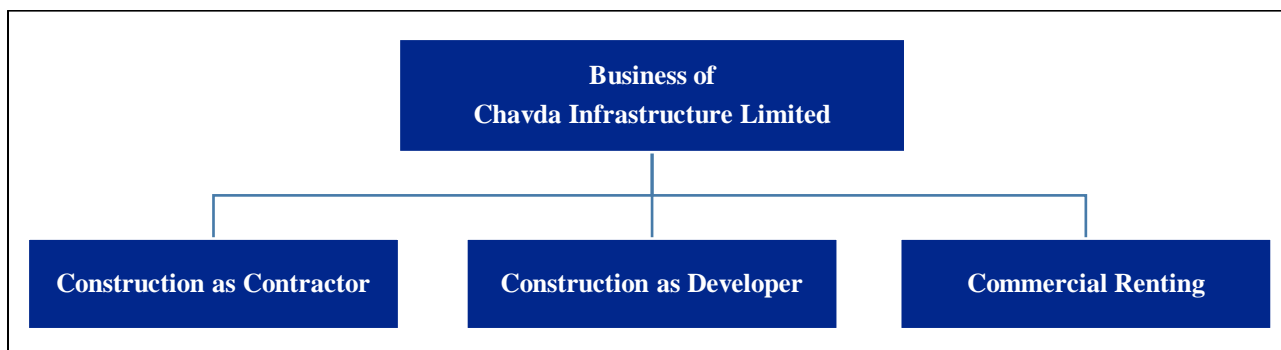 Business of
Chavda Infrastructure Limited
Construction as Contractor
Construction as Developer
Commercial Renting